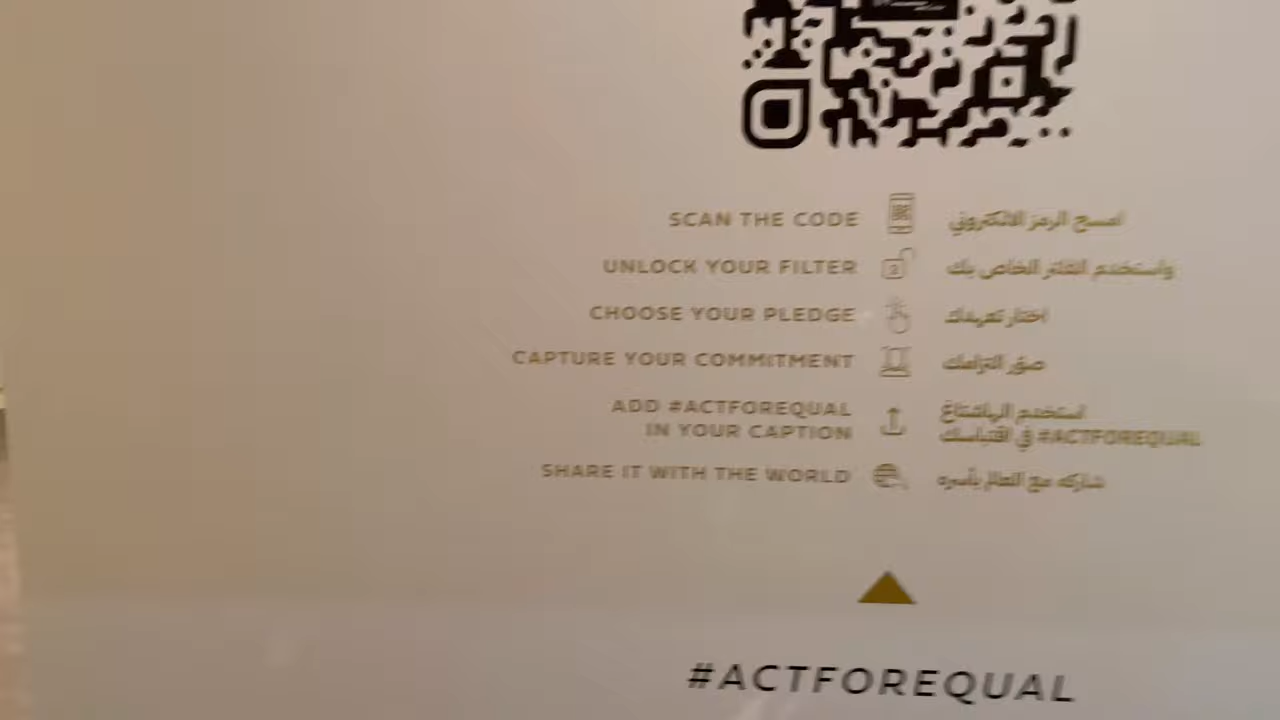 SCAN THE CODE
امسح الرمز الالكتروني
UNLOCK YOUR FILTER
واستخدم الفلتر الخاص بك
CHOOSE YOUR PLEDGE
اختار تعهدك
CAPTURE YOUR COMMITMENT
صوّر التزامك
ADD #ACTFOREQUAL
IN YOUR CAPTION
استخدم الهاشتاغ
#ACTFOREQUAL في اقتباسك
SHARE IT WITH THE WORLD
شاركه مع العالم بأسره
#ACTFOREQUAL